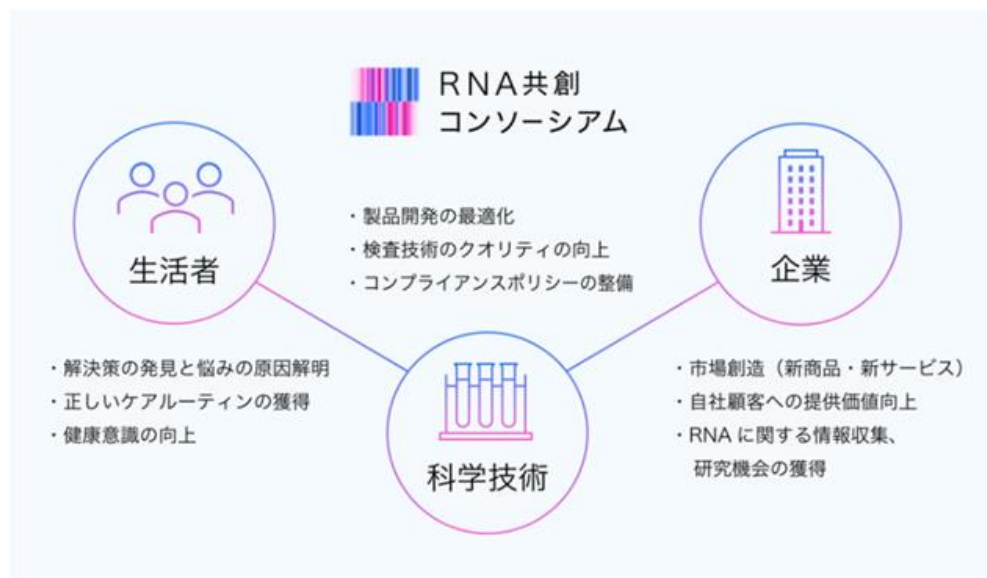 RNA共創
コンソーシアム
・製品開発の最適化
・検査技術のクオリティの向上
・コンプライアンスポリシーの整備
生活者
企業
・解決策の発見と悩みの原因解明
・正しいケアルーティンの獲得
・健康意識の向上
科学技術
・市場創造（新商品・新サービス）
・自社顧客への提供価値向上
・RNA に関する情報収集、
研究機会の獲得